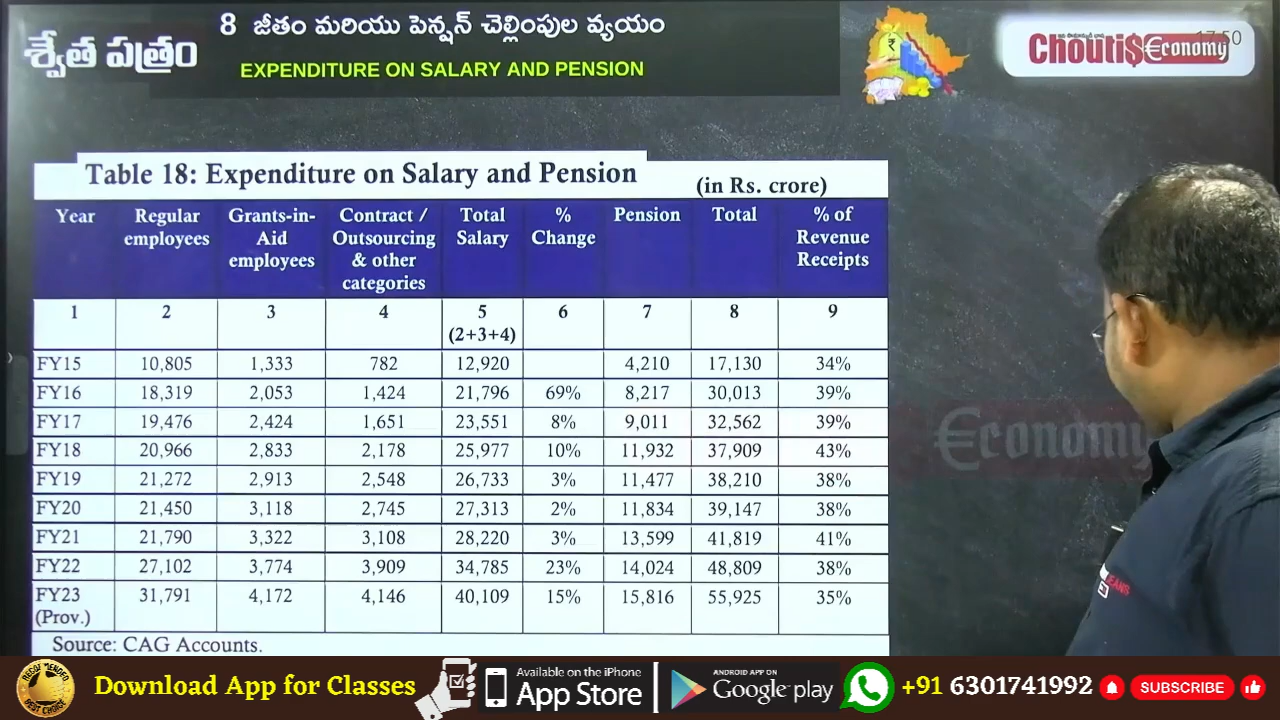 శ్వేత పత్రం
8 జీతం మరియు పెన్షన్ చెల్లింపుల వ్యయం
EXPENDITURE ON SALARY AND PENSION
Chouti$ €conomy
17.50
Table 18: Expenditure on Salary and Pension (in Rs. crore)
Year Regular employees Grants-in-Aid employees Contract / Outsourcing & other categories Total Salary % Change Pension Total % of Revenue Receipts
1 2 3 4 5 (2+3+4) 6 7 8 9
FY15 10,805 1,333 782 12,920 4,210 17,130 34%
FY16 18,319 2,053 1,424 21,796 69% 8,217 30,013 39%
FY17 19,476 2,424 1,651 23,551 8% 9,011 32,562 39%
FY18 20,966 2,833 2,178 25,977 10% 11,932 37,909 43%
FY19 21,272 2,913 2,548 26,733 3% 11,477 38,210 38%
FY20 21,450 3,118 2,745 27,313 2% 11,834 39,147 38%
FY21 21,790 3,322 3,108 28,220 3% 13,599 41,819 41%
FY22 27,102 3,774 3,909 34,785 23% 14,024 48,809 38%
FY23 (Prov.) 31,791 4,172 4,146 40,109 15% 15,816 55,925 35%
Source: CAG Accounts.
€conomy
JEANS
Download App for Classes
Available on the iPhone
App Store
ANDROID APP ON
Google play
+91 6301741992
SUBSCRIBE